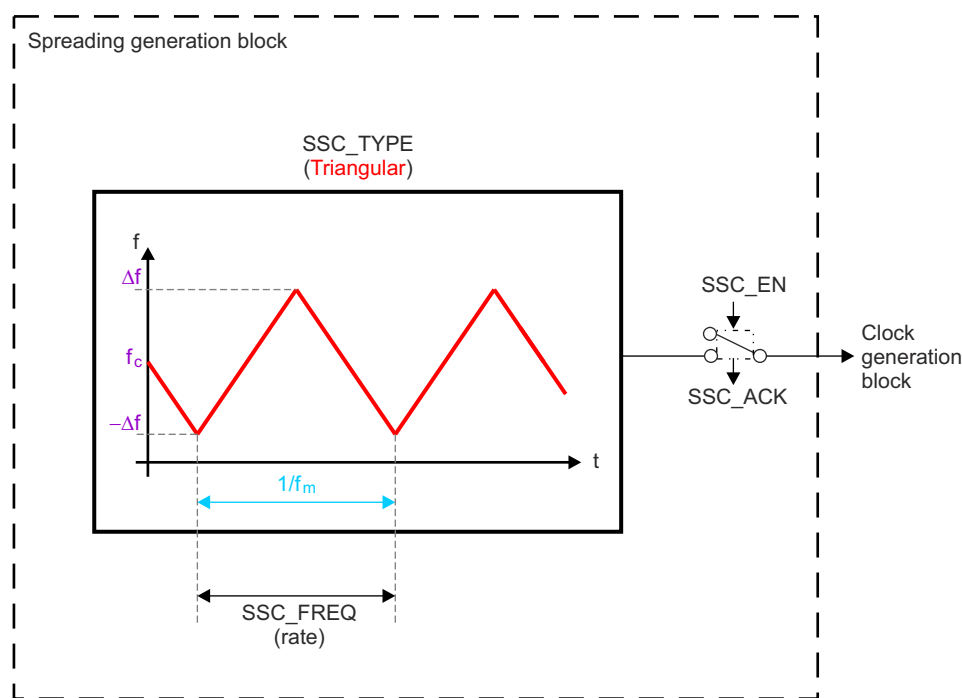 Spreading generation block
SSC_TYPE
(Triangular)
f
Δf
fc
−Δf
t
1/fm
SSC_FREQ
(rate)
SSC_EN
SSC_ACK
Clock
generation
block